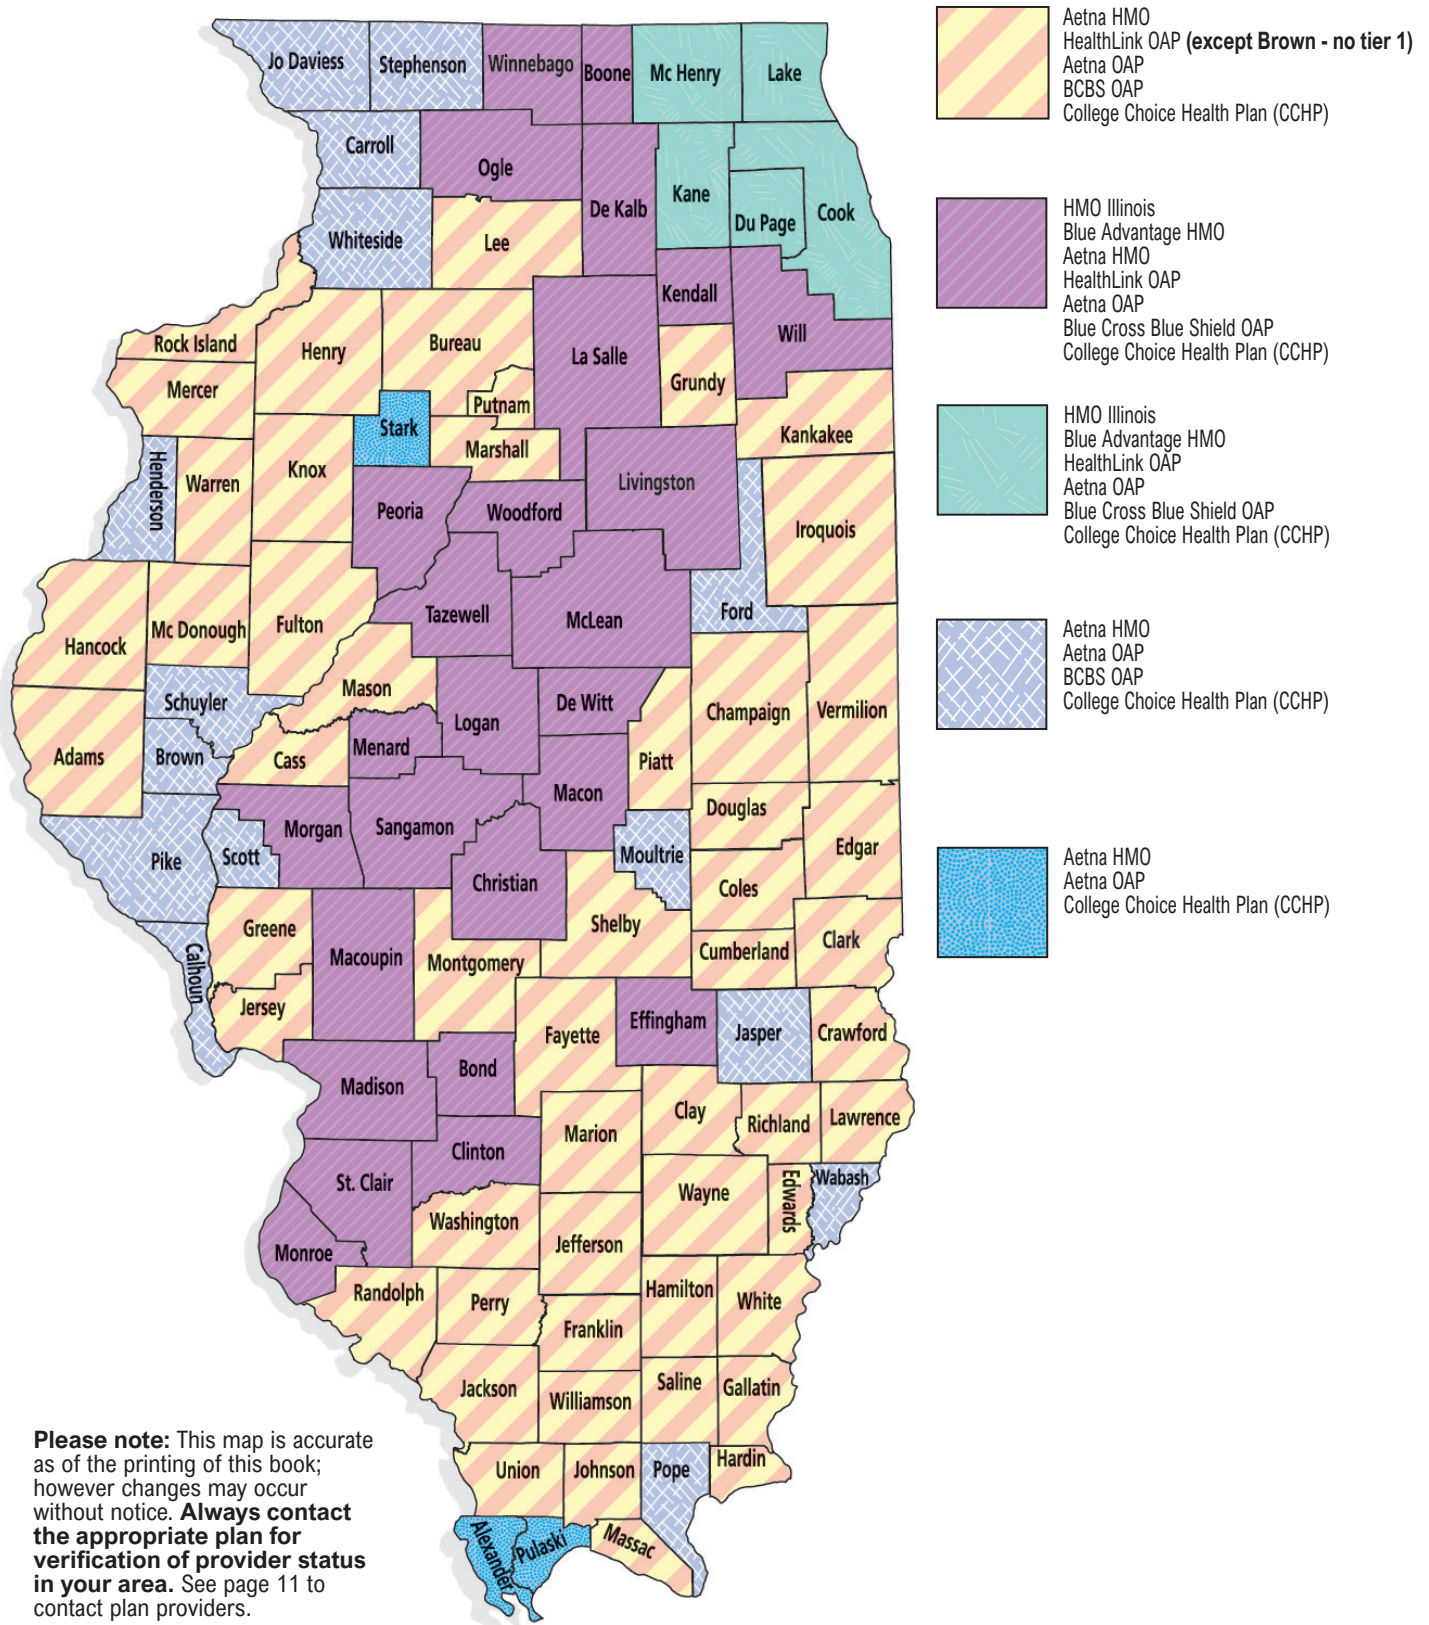 Jo Daviess
Stephenson
Winnebago
Boone
Mc Henry
Lake
Carroll
Ogle
De Kalb
Kane
Du Page
Cook
Whiteside
Lee
Kendall
Will
Rock Island
Henry
Bureau
La Salle
Grundy
Mercer
Putnam
Stark
Kankakee
Marshall
Henderson
Warren
Knox
Peoria
Woodford
Livingston
Iroquois
Ford
Hancock
Mc Donough
Fulton
Tazewell
McLean
Schuyler
Mason
Logan
De Witt
Champaign
Vermilion
Adams
Brown
Cass
Menard
Piatt
Macon
Douglas
Morgan
Sangamon
Pike
Scott
Moultrie
Edgar
Christian
Coles
Greene
Shelby
Macoupin
Montgomery
Cumberland
Clark
Calhoun
Jersey
Fayette
Effingham
Jasper
Crawford
Madison
Bond
Clay
Richland
Lawrence
Marion
Clinton
St. Clair
Wayne
Edwards
Wabash
Washington
Jefferson
Monroe
Randolph
Perry
Hamilton
White
Franklin
Jackson
Williamson
Saline
Gallatin
Union
Johnson
Pope
Hardin
Alexander
Pulaski
Massac
Aetna HMO
HealthLink OAP (except Brown - no tier 1)
Aetna OAP
BCBS OAP
College Choice Health Plan (CCHP)
HMO Illinois
Blue Advantage HMO
Aetna HMO
HealthLink OAP
Aetna OAP
Blue Cross Blue Shield OAP
College Choice Health Plan (CCHP)
HMO Illinois
Blue Advantage HMO
HealthLink OAP
Aetna OAP
Blue Cross Blue Shield OAP
College Choice Health Plan (CCHP)
Aetna HMO
Aetna OAP
BCBS OAP
College Choice Health Plan (CCHP)
Aetna HMO
Aetna OAP
College Choice Health Plan (CCHP)
Please note: This map is accurate
as of the printing of this book;
however changes may occur
without notice. Always contact
the appropriate plan for
verification of provider status
in your area. See page 11 to
contact plan providers.